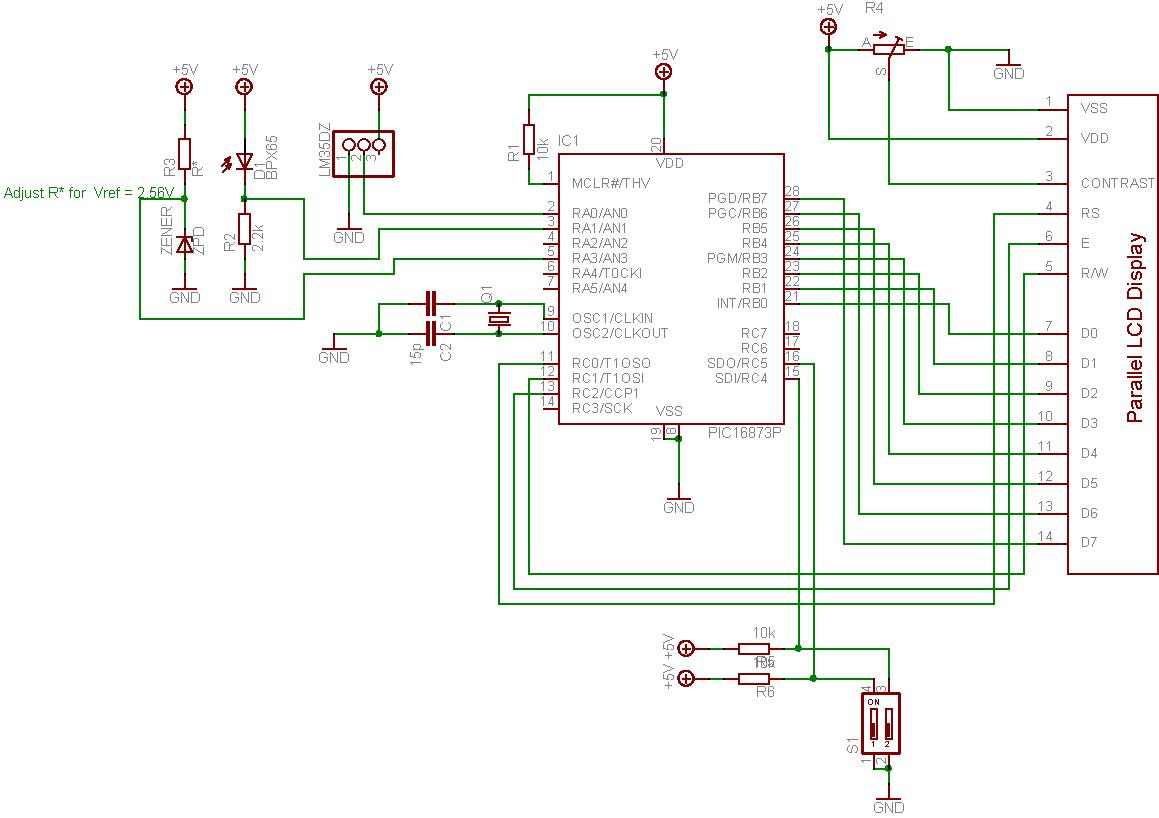 +5V
R4
A
E
S
GND
+5V
+5V
+5V
+5V
R3
R*
D1
BPX65
LM35DZ
1
2
3
R1
10k
IC1
20
VDD
Adjust R* for Vref = 2.56V
ZENER
ZPD
R2
2.2k
GND
GND
GND
1 MCLR#/THV
2 RA0/AN0
3 RA1/AN1
4 RA2/AN2
5 RA3/AN3
6 RA4/T0CKI
7 RA5/AN4
9 OSC1/CLKIN
10 OSC2/CLKOUT
11 RC0/T1OSO
12 RC1/T1OSI
13 RC2/CCP1
14 RC3/SCK
PGD/RB7 28
PGC/RB6 27
RB5 26
RB4 25
PGM/RB3 24
RB2 23
RB1 22
INT/RB0 21
RC7 18
RC6 17
SDO/RC5 16
SDI/RC4 15
VSS
19
8
PIC16873P
GND
Q1
C1
15p
C2
GND
1 VSS
2 VDD
3 CONTRAST
4 RS
6 E
5 R/W
7 D0
8 D1
9 D2
10 D3
11 D4
12 D5
13 D6
14 D7
Parallel LCD Display
+5V
10k
R5
+5V
10k
R6
4
3
ON
1 2
S1
1
2
GND